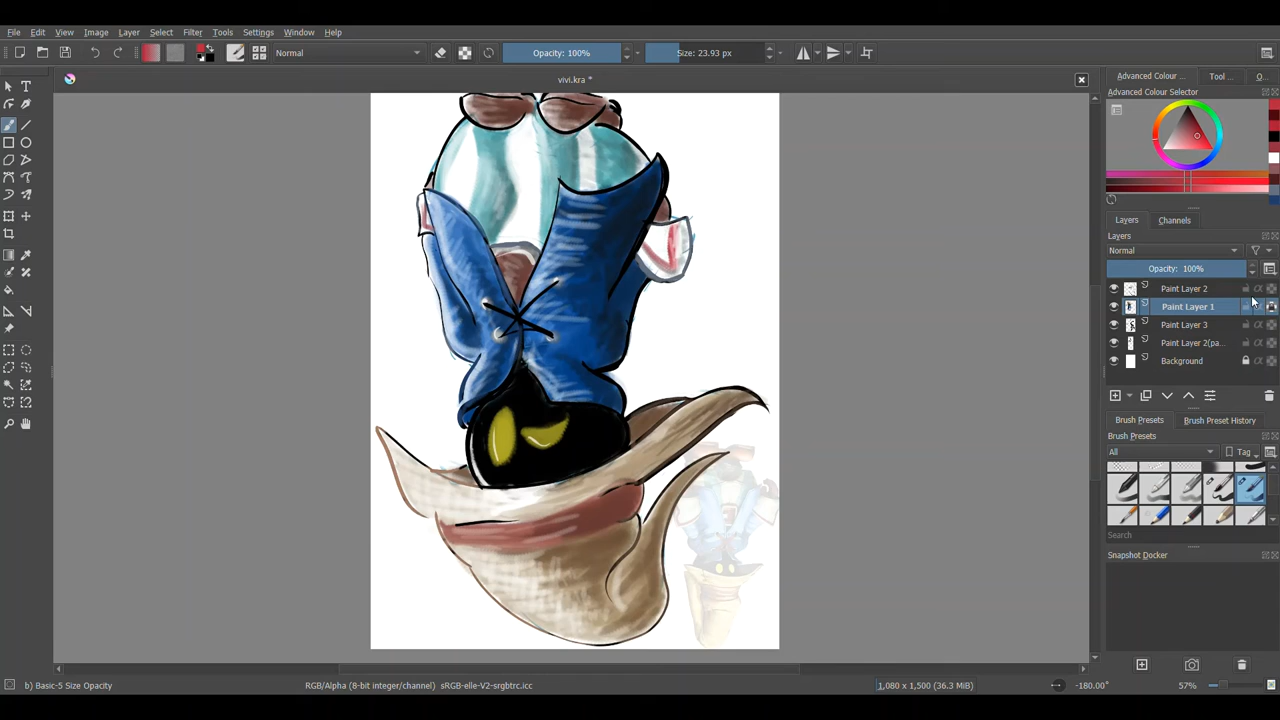 File Edit View Image Layer Select Filter Tools Settings Window Help
Normal Opacity: 100% Size: 23.93 px
vivi.kra *
Advanced Colour ... Tool ... O...
Advanced Colour Selector
Layers Channels
Layers
Normal
Opacity: 100%
Paint Layer 2
Paint Layer 1
Paint Layer 3
Paint Layer 2(pa...
Background
Brush Presets Brush Preset History
Brush Presets
All Tag
Search
Snapshot Docker
b) Basic-5 Size Opacity RGB/Alpha (8-bit integer/channel) sRGB-elle-V2-srgbtrc.icc 1,080 x 1,500 (36.3 MiB) -180.00° 57%